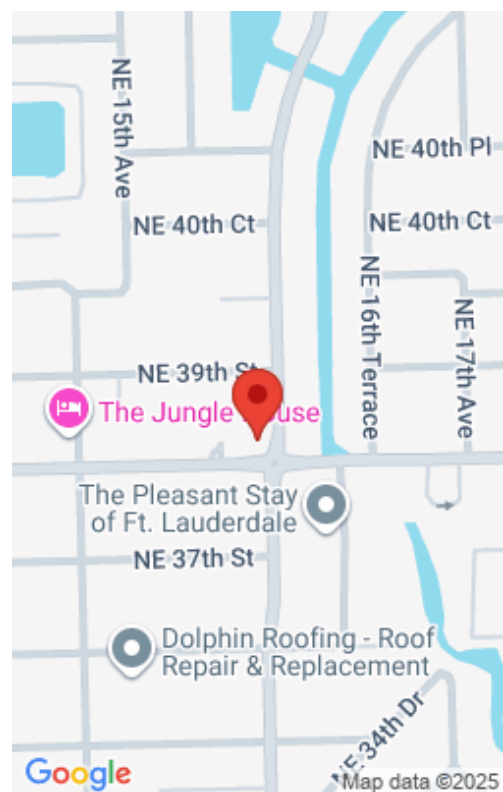 NE 15th Ave
NE 40th Pl
NE 40th Ct
NE 40th Ct
NE 16th Terrace
NE 17th Ave
NE 39th St
The Jungle House
The Pleasant Stay
of Ft. Lauderdale
NE 37th St
Dolphin Roofing - Roof
Repair & Replacement
NE 34th Dr
Google
Map data ©2025